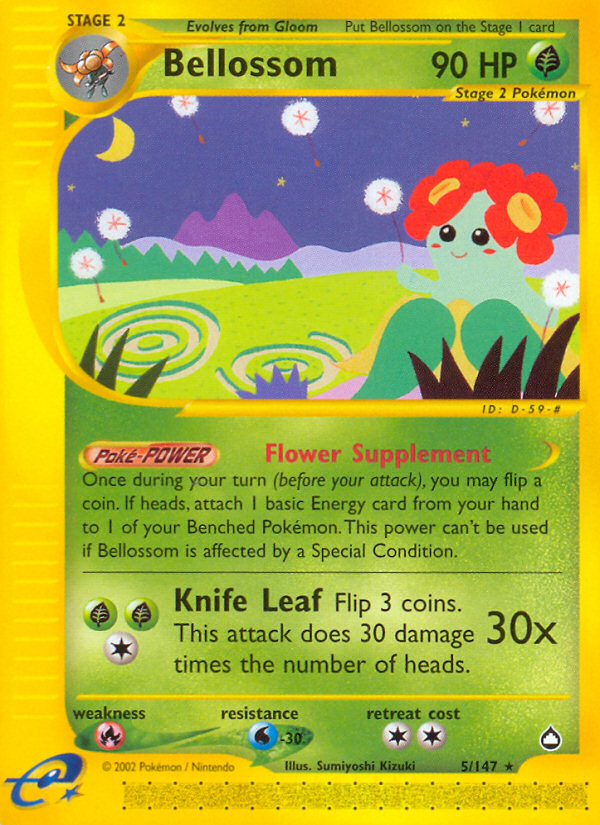 STAGE 2 Evolves from Gloom Put Bellossom on the Stage 1 card
Bellossom 90 HP
Stage 2 Pokémon
ID: D-59-#
Poké-POWER Flower Supplement
Once during your turn (before your attack), you may flip a
coin. If heads, attach 1 basic Energy card from your hand
to 1 of your Benched Pokémon. This power can't be used
if Bellossom is affected by a Special Condition.
Knife Leaf Flip 3 coins.
This attack does 30 damage 30x
times the number of heads.
weakness resistance retreat cost
-30
© 2002 Pokémon / Nintendo Illus. Sumiyoshi Kizuki 5/147 ★
e